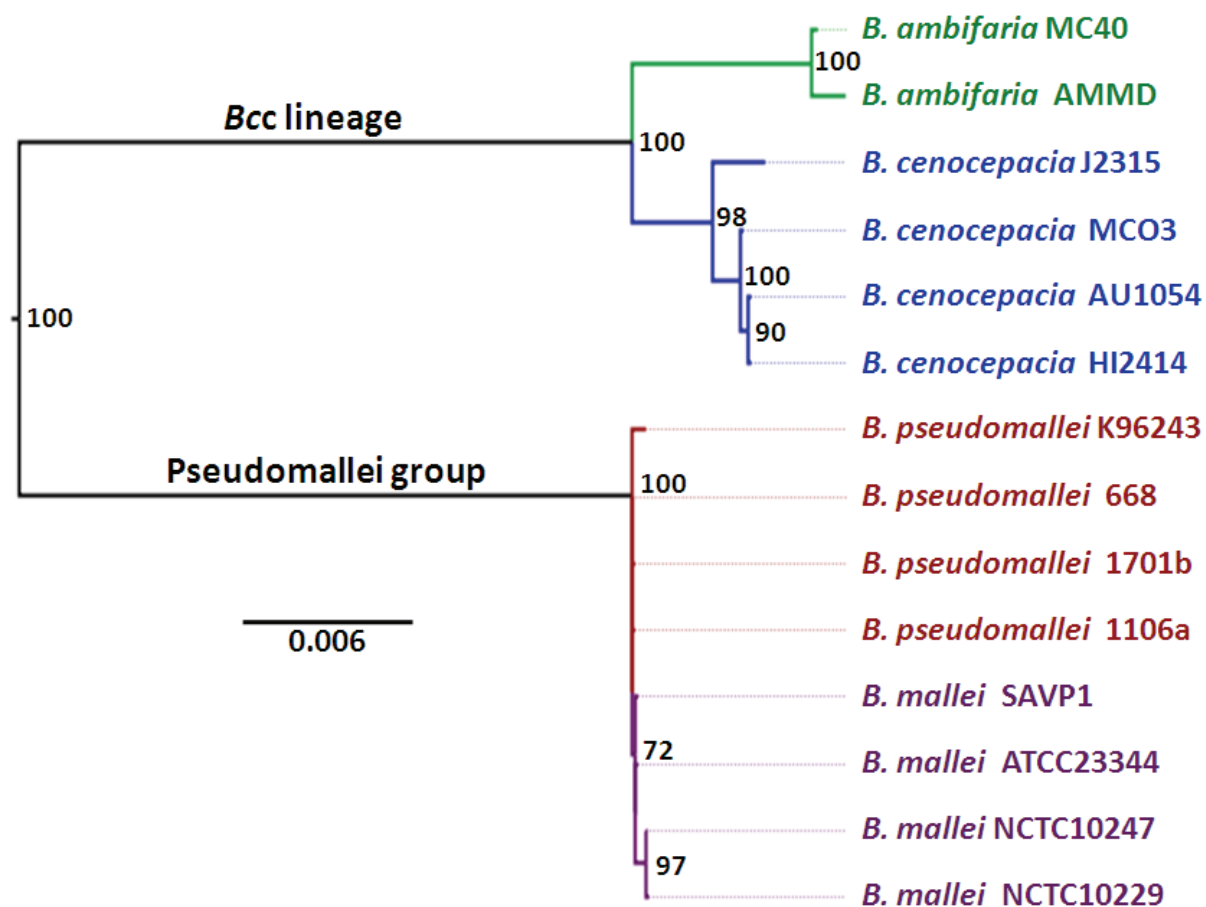 B. ambifaria MC40
100
B. ambifaria AMMD
Bcc lineage
100
B. cenocepacia J2315
98
B. cenocepacia MCO3
100
B. cenocepacia AU1054
100
90
B. cenocepacia HI2414
B. pseudomallei K96243
Pseudomallei group
100
B. pseudomallei 668
B. pseudomallei 1701b
0.006
B. pseudomallei 1106a
B. mallei SAVP1
72
B. mallei ATCC23344
B. mallei NCTC10247
97
B. mallei NCTC10229